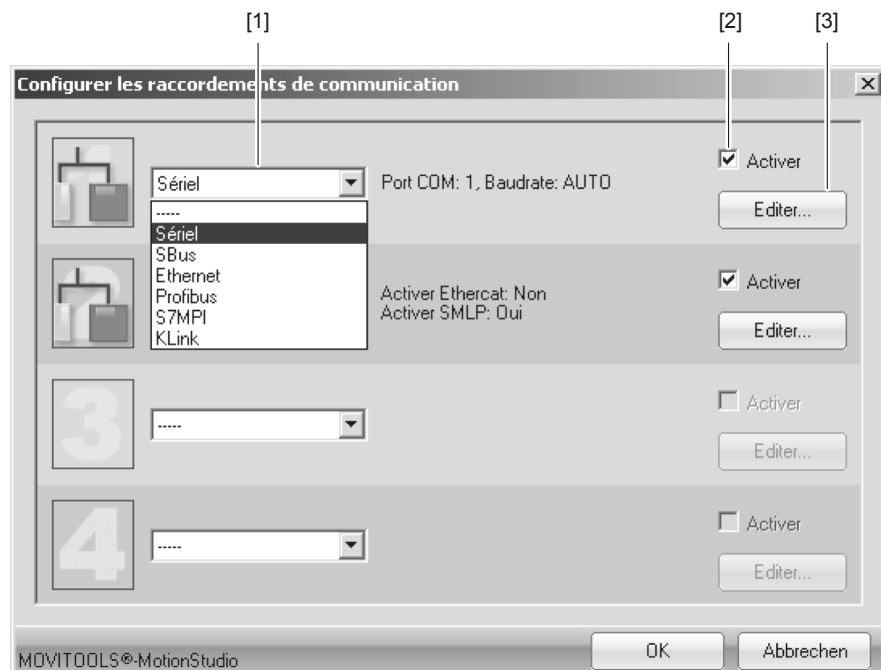 [1] [2] [3]
Configurer les raccordements de communication
Sériel
Port COM: 1, Baudrate: AUTO
Activer
Editer...
-----
Sériel
SBus
Ethernet
Profibus
S7MPI
KLink
Activer Ethercat: Non
Activer SMLP: Oui
Activer
Editer...
3
-----
Activer
Editer...
4
-----
Activer
Editer...
MOVITOOLS®-MotionStudio
OK
Abbrechen